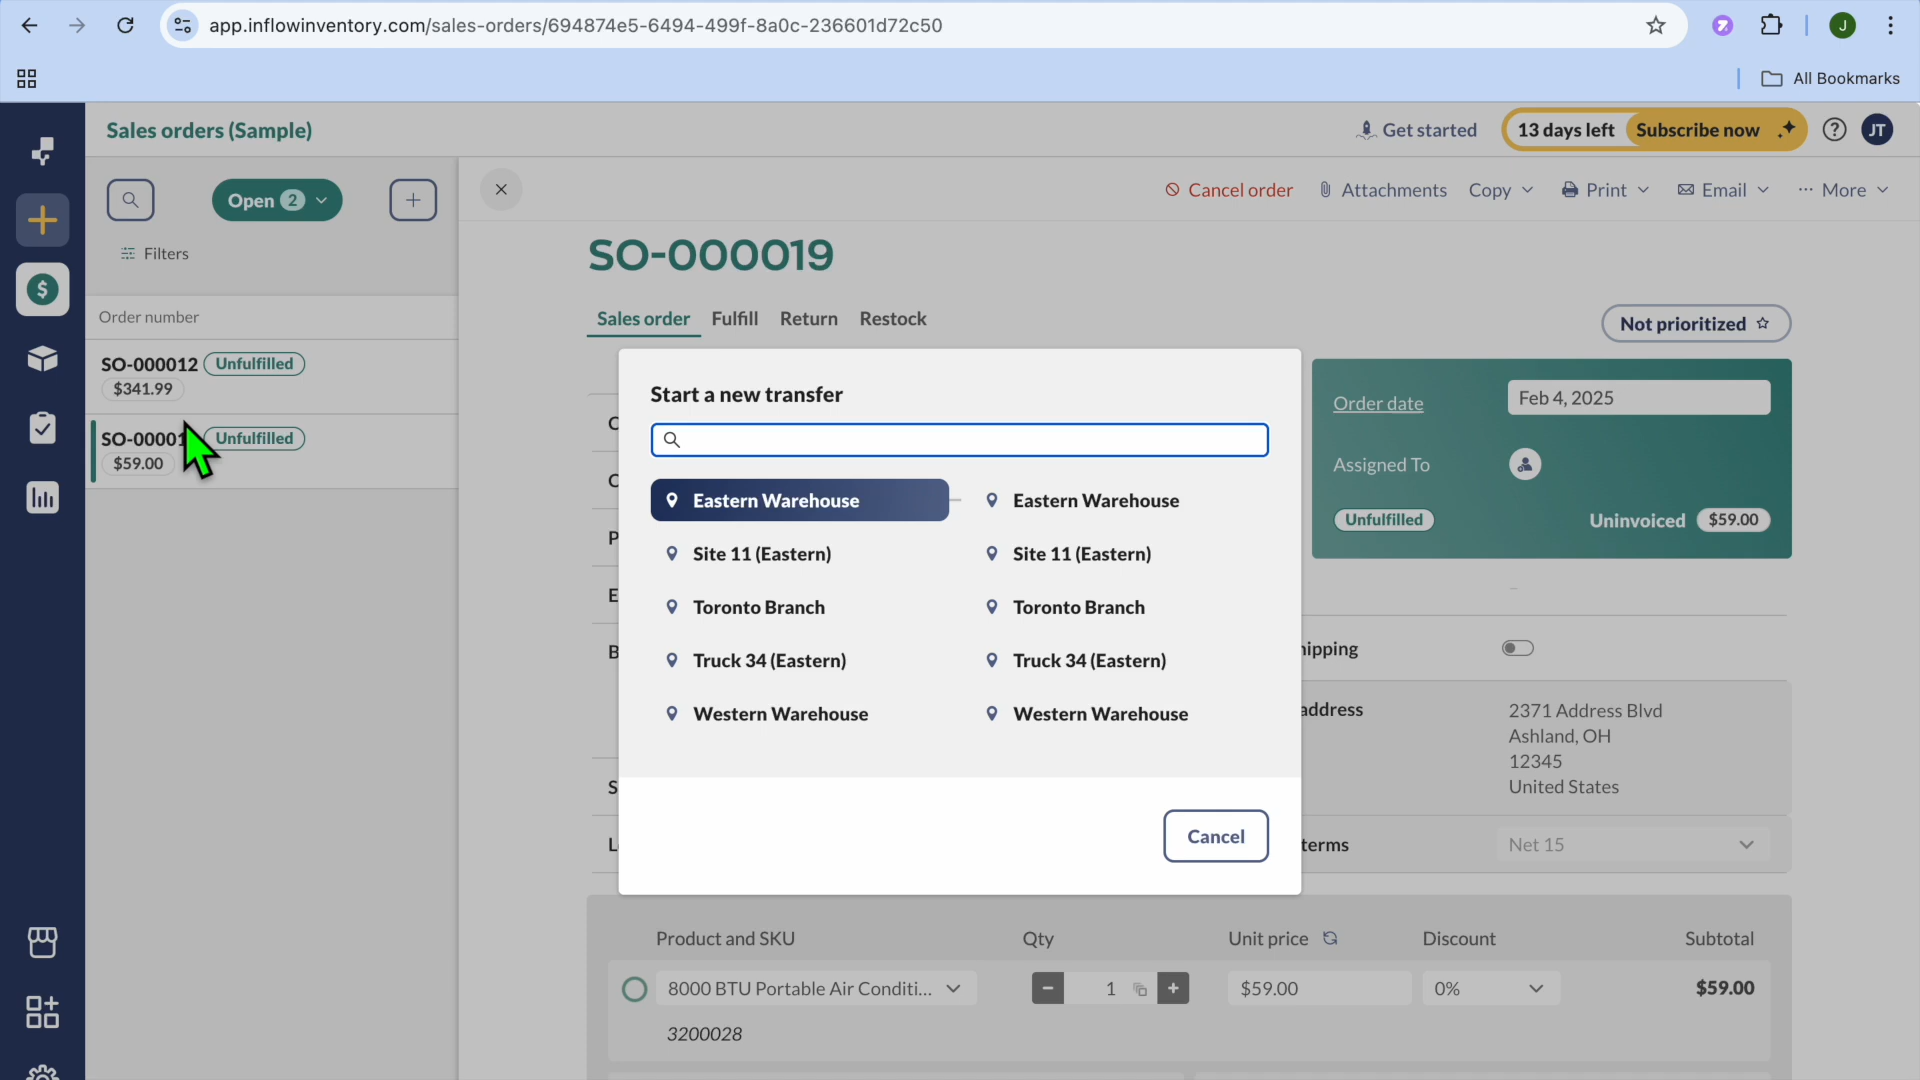 app.inflowinventory.com/sales-orders/694874e5-6494-499f-8a0c-236601d72c50
J
All Bookmarks
Sales orders (Sample)
Get started
13 days left
Subscribe now
JT
Open 2
Filters
Order number
SO-000012 Unfulfilled
$341.99
SO-00001 Unfulfilled
$59.00
Cancel order
Attachments
Copy
Print
Email
More
SO-000019
Sales order
Fulfill
Return
Restock
Not prioritized
Order date
Feb 4, 2025
Assigned To
Unfulfilled
Uninvoiced $59.00
Start a new transfer
Eastern Warehouse
Eastern Warehouse
Site 11 (Eastern)
Site 11 (Eastern)
Toronto Branch
Toronto Branch
Truck 34 (Eastern)
Truck 34 (Eastern)
Western Warehouse
Western Warehouse
Cancel
hipping
address
2371 Address Blvd
Ashland, OH
12345
United States
terms
Net 15
Product and SKU
Qty
Unit price
Discount
Subtotal
8000 BTU Portable Air Conditi...
1
$59.00
0%
$59.00
3200028